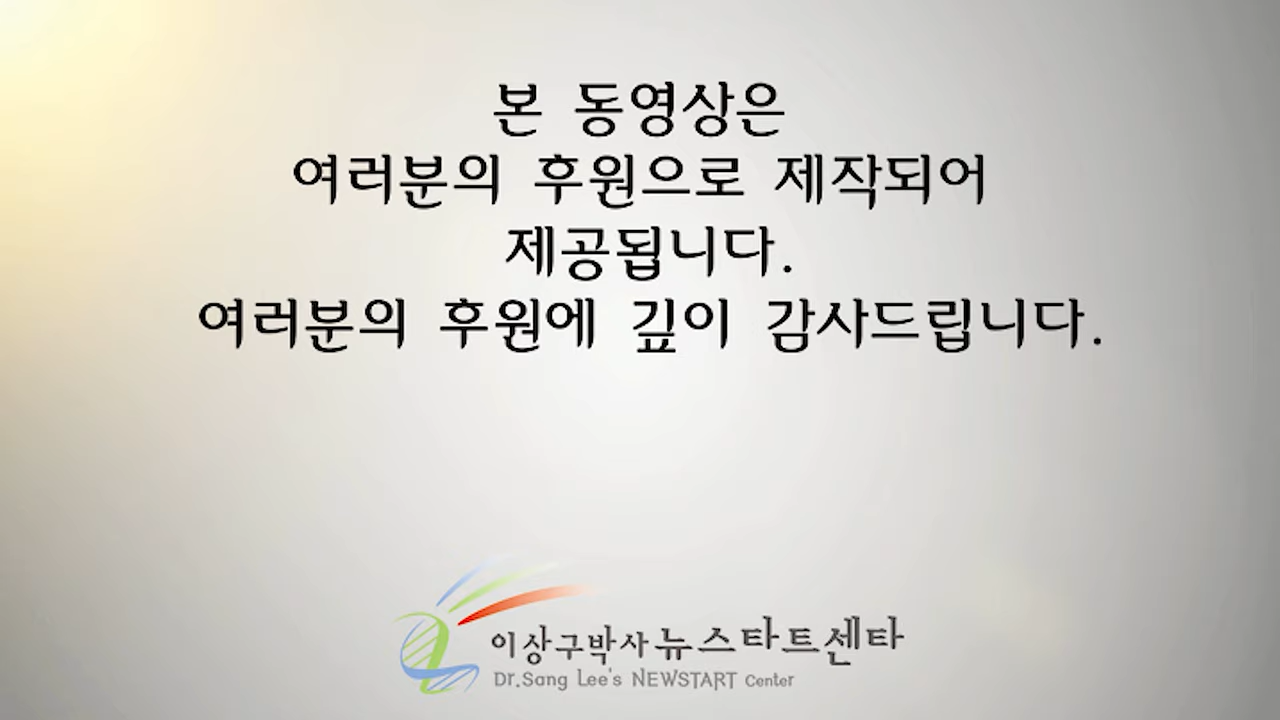 본 동영상은
여러분의 후원으로 제작되어
제공됩니다.
여러분의 후원에 깊이 감사드립니다.
이상구박사 뉴스타트센타
Dr.Sang Lee's NEWSTART Center